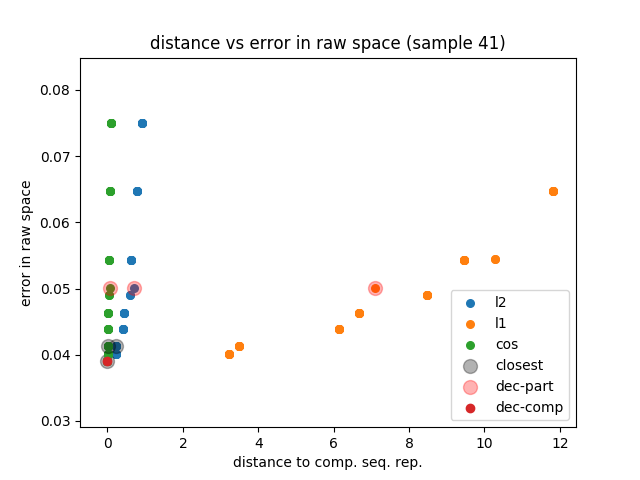 distance vs error in raw space (sample 41)
error in raw space
0.08
0.07
0.06
0.05
0.04
0.03
0
2
4
6
8
10
12
distance to comp. seq. rep.
l2
l1
cos
closest
dec-part
dec-comp